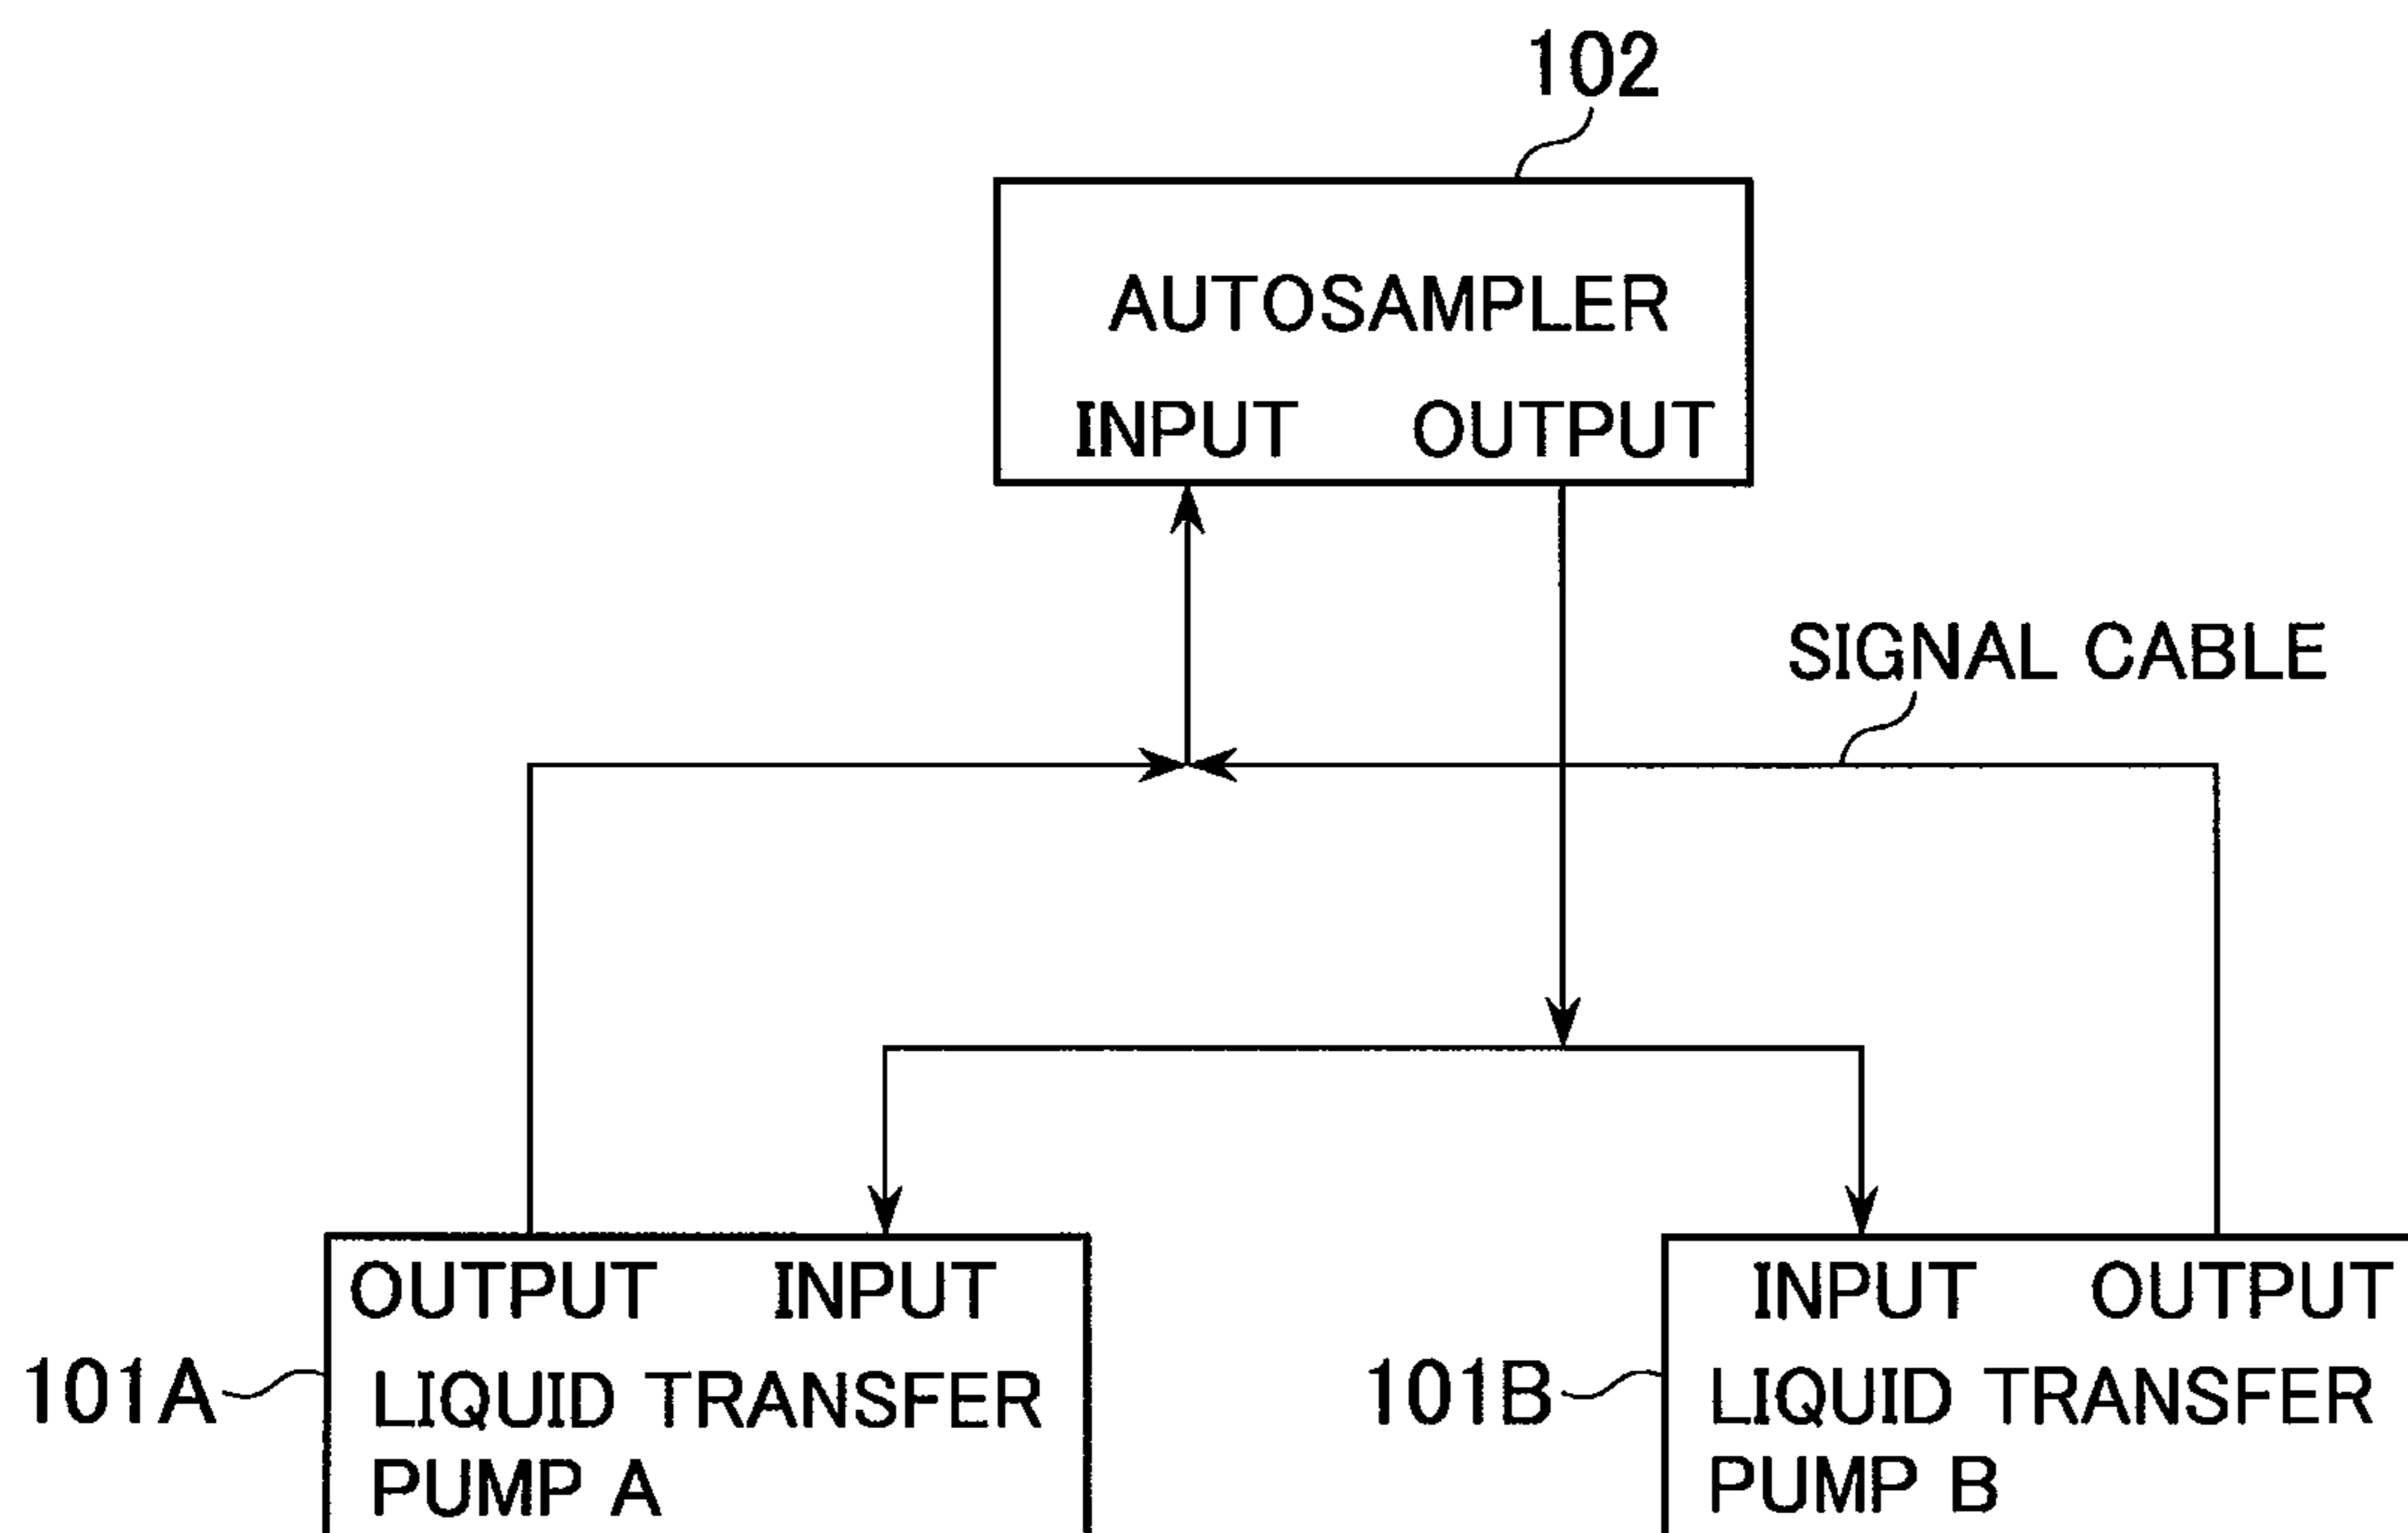 102
AUTOSAMPLER
INPUT OUTPUT
SIGNAL CABLE
OUTPUT INPUT
101A
LIQUID TRANSFER
PUMP A
INPUT OUTPUT
101B
LIQUID TRANSFER
PUMP B